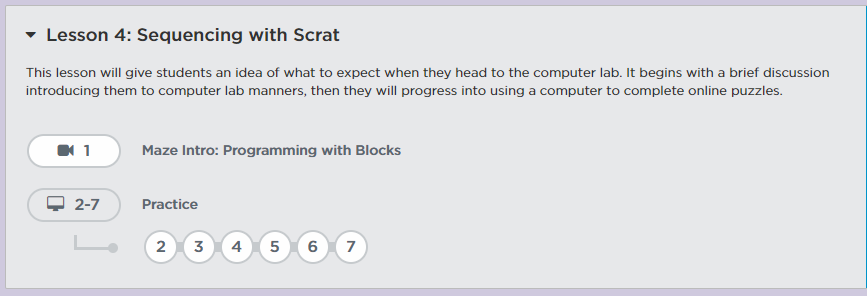 Lesson 4: Sequencing with Scrat
This lesson will give students an idea of what to expect when they head to the computer lab. It begins with a brief discussion
introducing them to computer lab manners, then they will progress into using a computer to complete online puzzles.
1 Maze Intro: Programming with Blocks
2-7 Practice
2 3 4 5 6 7